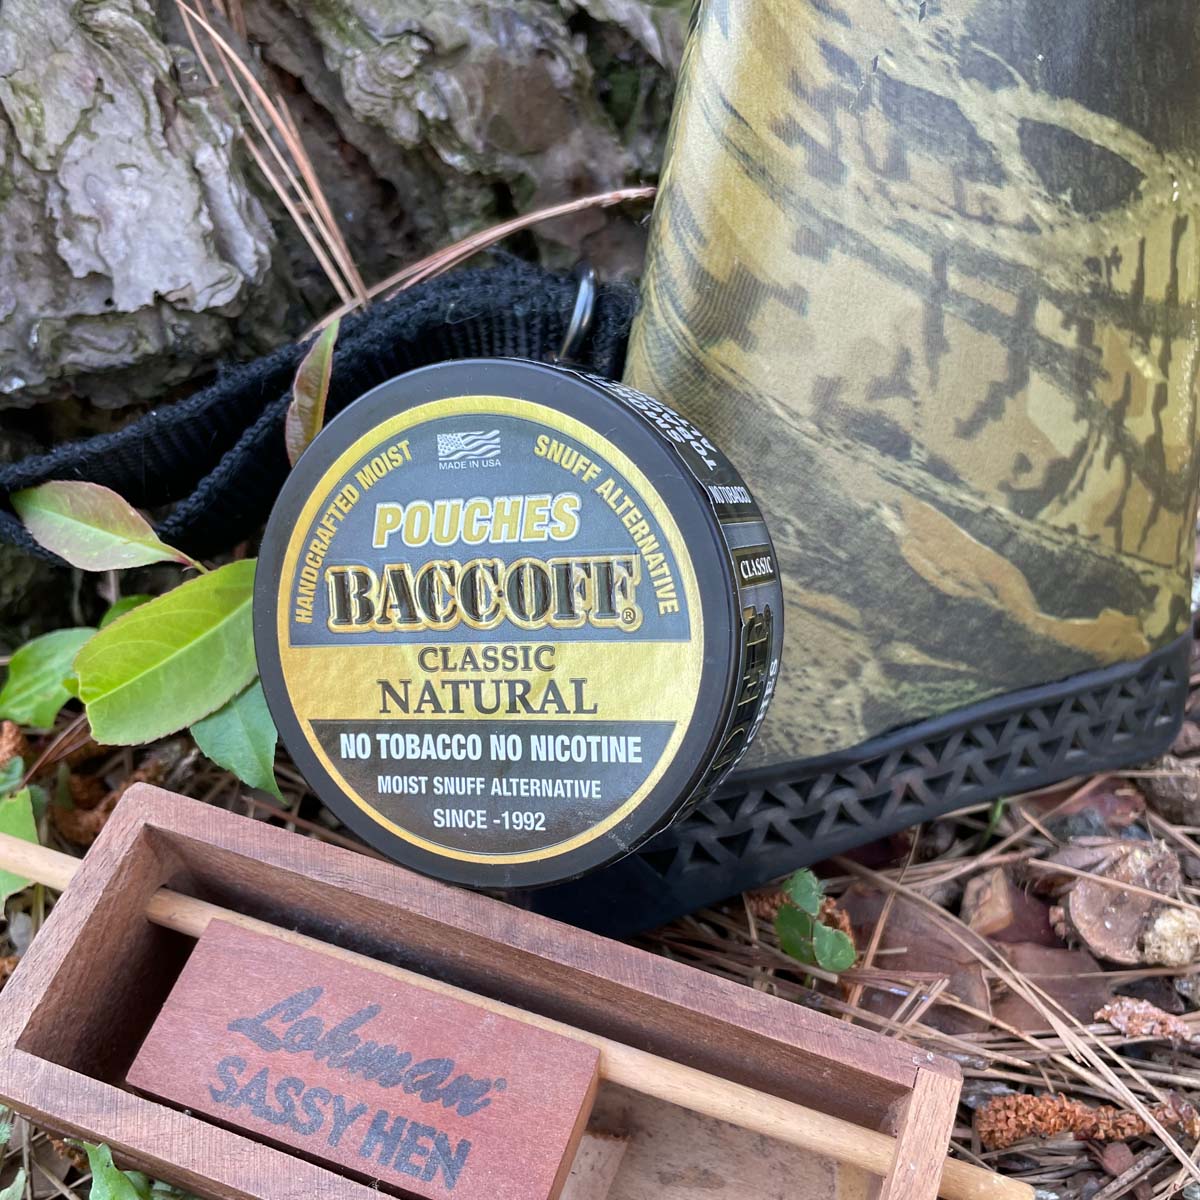 HANDCRAFTED MOIST
MADE IN USA
SNUFF ALTERNATIVE
POUCHES
BACCOFF®
CLASSIC
NATURAL
NO TOBACCO NO NICOTINE
MOIST SNUFF ALTERNATIVE
SINCE -1992
NO TOBACCO
CLASSIC
Lohman
SASSY HEN